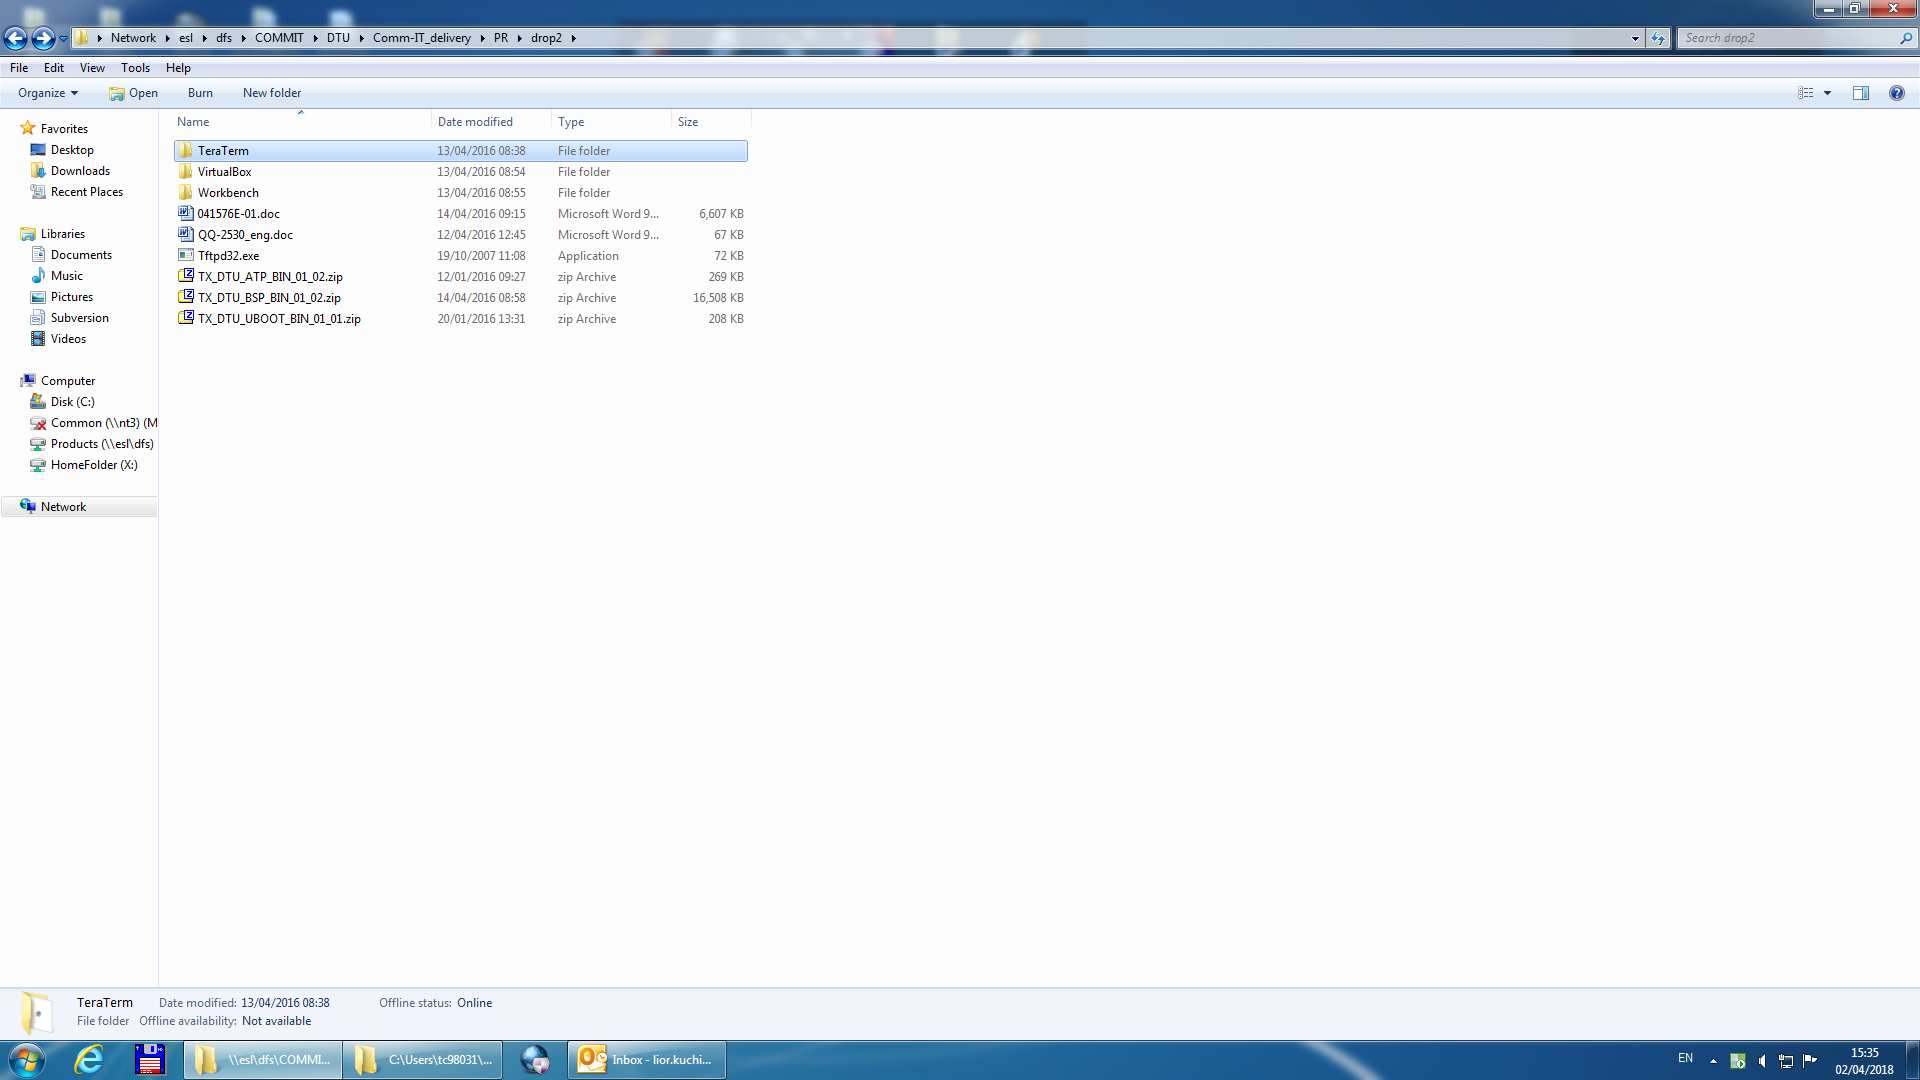 Network esl dfs COMMIT DTU Comm-IT_delivery PR drop2
Search drop2
File Edit View Tools Help
Organize Open Burn New folder
Name Date modified Type Size
Favorites
Desktop
Downloads
Recent Places
Libraries
Documents
Music
Pictures
Subversion
Videos
Computer
Disk (C:)
Common (\\nt3) (M
Products (\\esl\dfs)
HomeFolder (X:)
Network
TeraTerm 13/04/2016 08:38 File folder
VirtualBox 13/04/2016 08:54 File folder
Workbench 13/04/2016 08:55 File folder
041576E-01.doc 14/04/2016 09:15 Microsoft Word 9... 6,607 KB
QQ-2530_eng.doc 12/04/2016 12:45 Microsoft Word 9... 67 KB
Tftpd32.exe 19/10/2007 11:08 Application 72 KB
TX_DTU_ATP_BIN_01_02.zip 12/01/2016 09:27 zip Archive 269 KB
TX_DTU_BSP_BIN_01_02.zip 14/04/2016 08:58 zip Archive 16,508 KB
TX_DTU_UBOOT_BIN_01_01.zip 20/01/2016 13:31 zip Archive 208 KB
TeraTerm Date modified: 13/04/2016 08:38 Offline status: Online
File folder Offline availability: Not available
\\esl\dfs\COMMI... C:\Users\tc98031\... Inbox - lior.kuchi... EN 15:35
02/04/2018